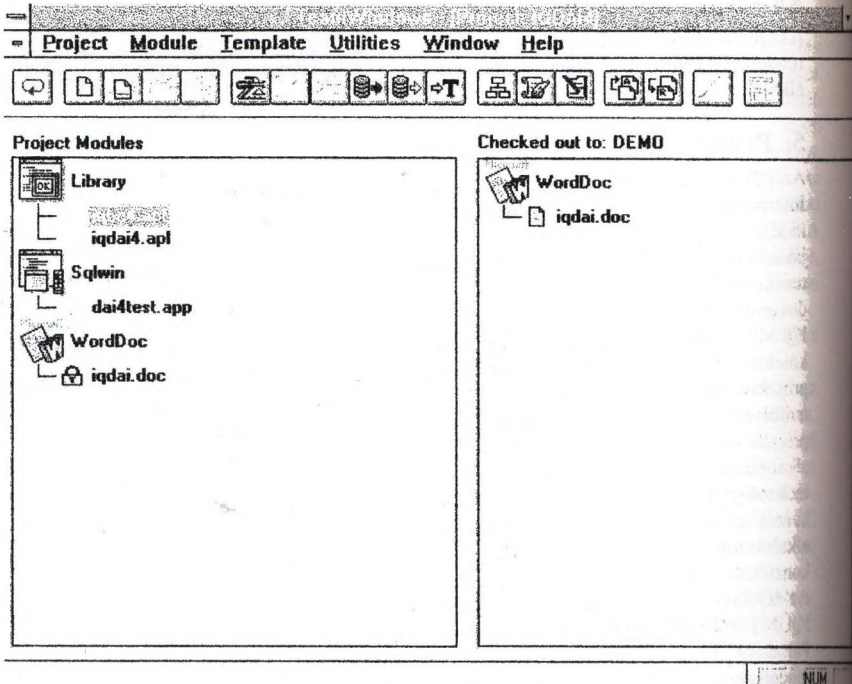 Project Module Template Utilities Window Help
Project Modules
Library
iqdai4.apl
Sqlwin
dai4test.app
WordDoc
iqdai.doc
Checked out to: DEMO
WordDoc
iqdai.doc
NUM